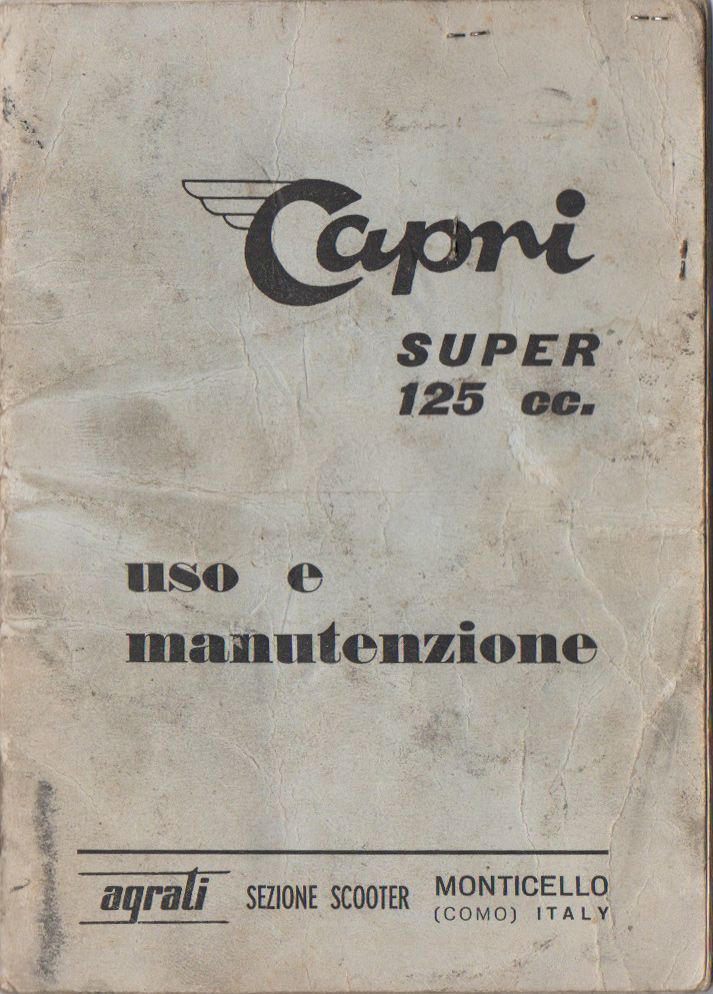 Capri
SUPER
125 cc.
uso e
manutenzione
agrati SEZIONE SCOOTER MONTICELLO
(COMO) ITALY